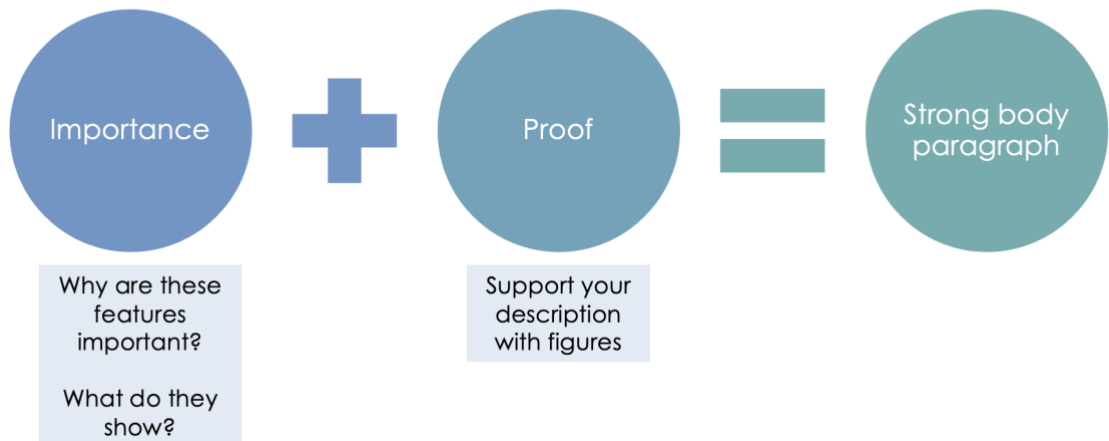 Importance
Proof
Strong body
paragraph
Why are these
features
important?
What do they
show?
Support your
description
with figures